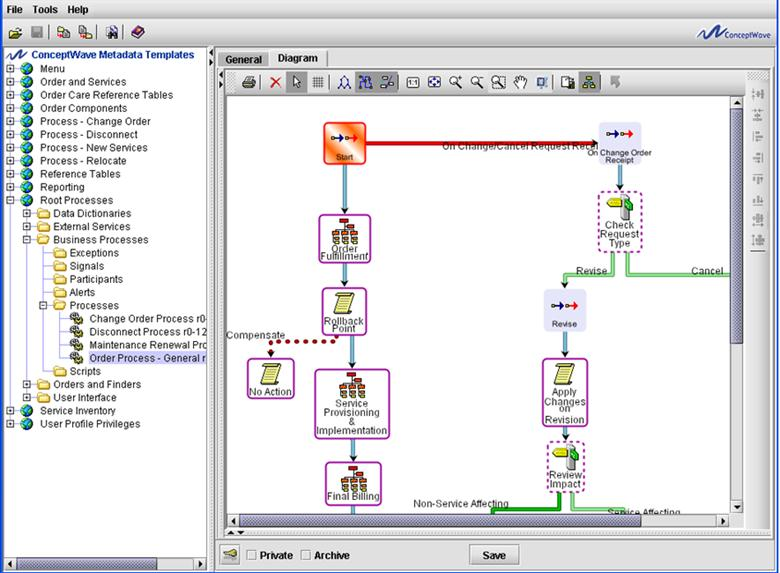 File Tools Help
ConceptWave
ConceptWave Metadata Templates
Menu
Order and Services
Order Care Reference Tables
Order Components
Process - Change Order
Process - Disconnect
Process - New Services
Process - Relocate
Reference Tables
Reporting
Root Processes
Data Dictionaries
External Services
Business Processes
Exceptions
Signals
Participants
Alerts
Processes
Change Order Process r0-
Disconnect Process r0-12
Maintenance Renewal Pro
Order Process - General r
Scripts
Orders and Finders
User Interface
Service Inventory
User Profile Privileges
General Diagram
1:1
Start
On Change/Cancel Request Recei
On Change Order
Receipt
Order
Fulfillment
Check
Request
Type
Revise
Cancel
Rollback
Point
Revise
Compensate
No Action
Service
Provisioning
&
Implementation
Apply
Changes
on
Revision
Final Billing
Review
Impact
Non-Service Affecting
Service Affecting
Private Archive Save